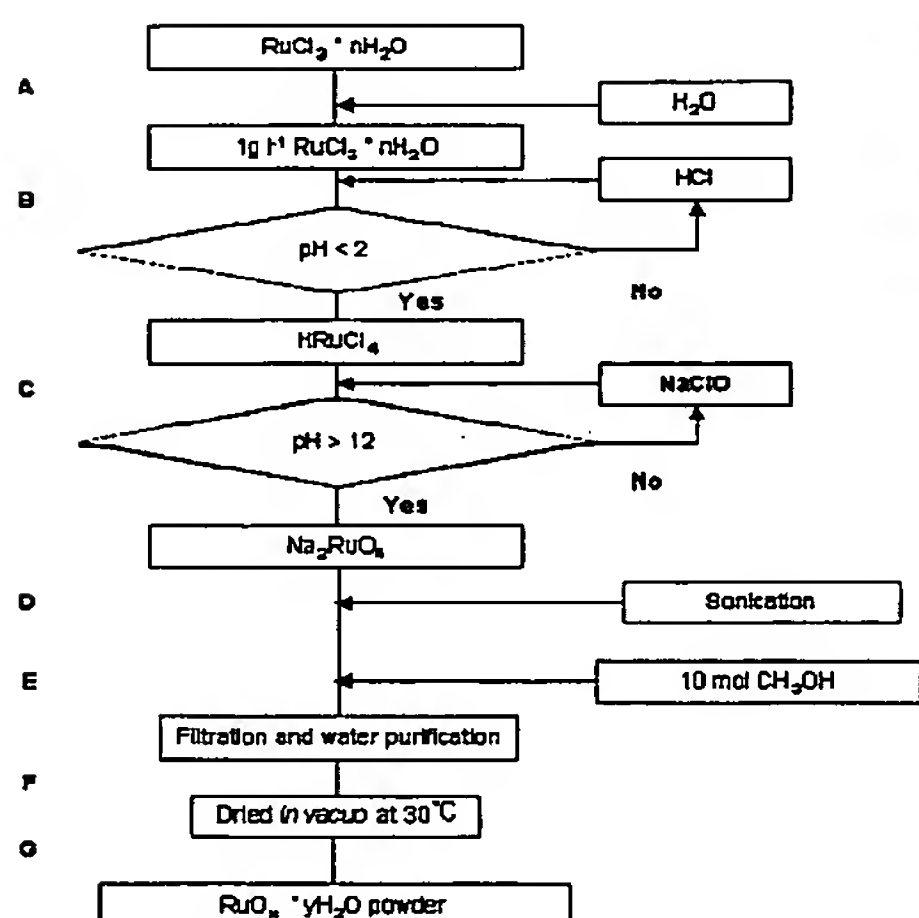 RuCl₃ • nH₂O
A
H₂O
1g l⁻¹ RuCl₃ • nH₂O
HCl
B
pH < 2
Yes
No
HRuCl₄
C
NaClO
pH > 12
No
Yes
Na₂RuO₄
D
Sonication
E
10 mol CH₃OH
Filtration and water purification
F
Dried in vacuo at 30°C
G
RuOₓ • yH₂O powder